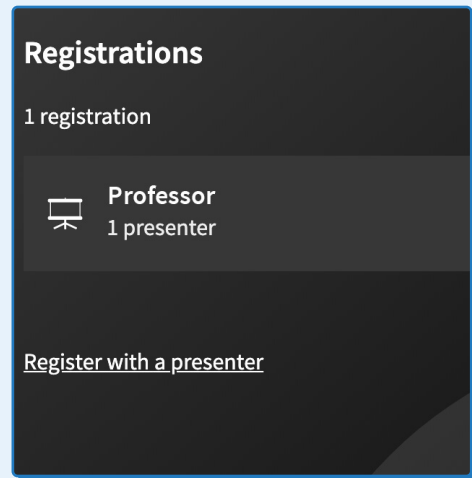 Registrations
1 registration
Professor
1 presenter
Register with a presenter